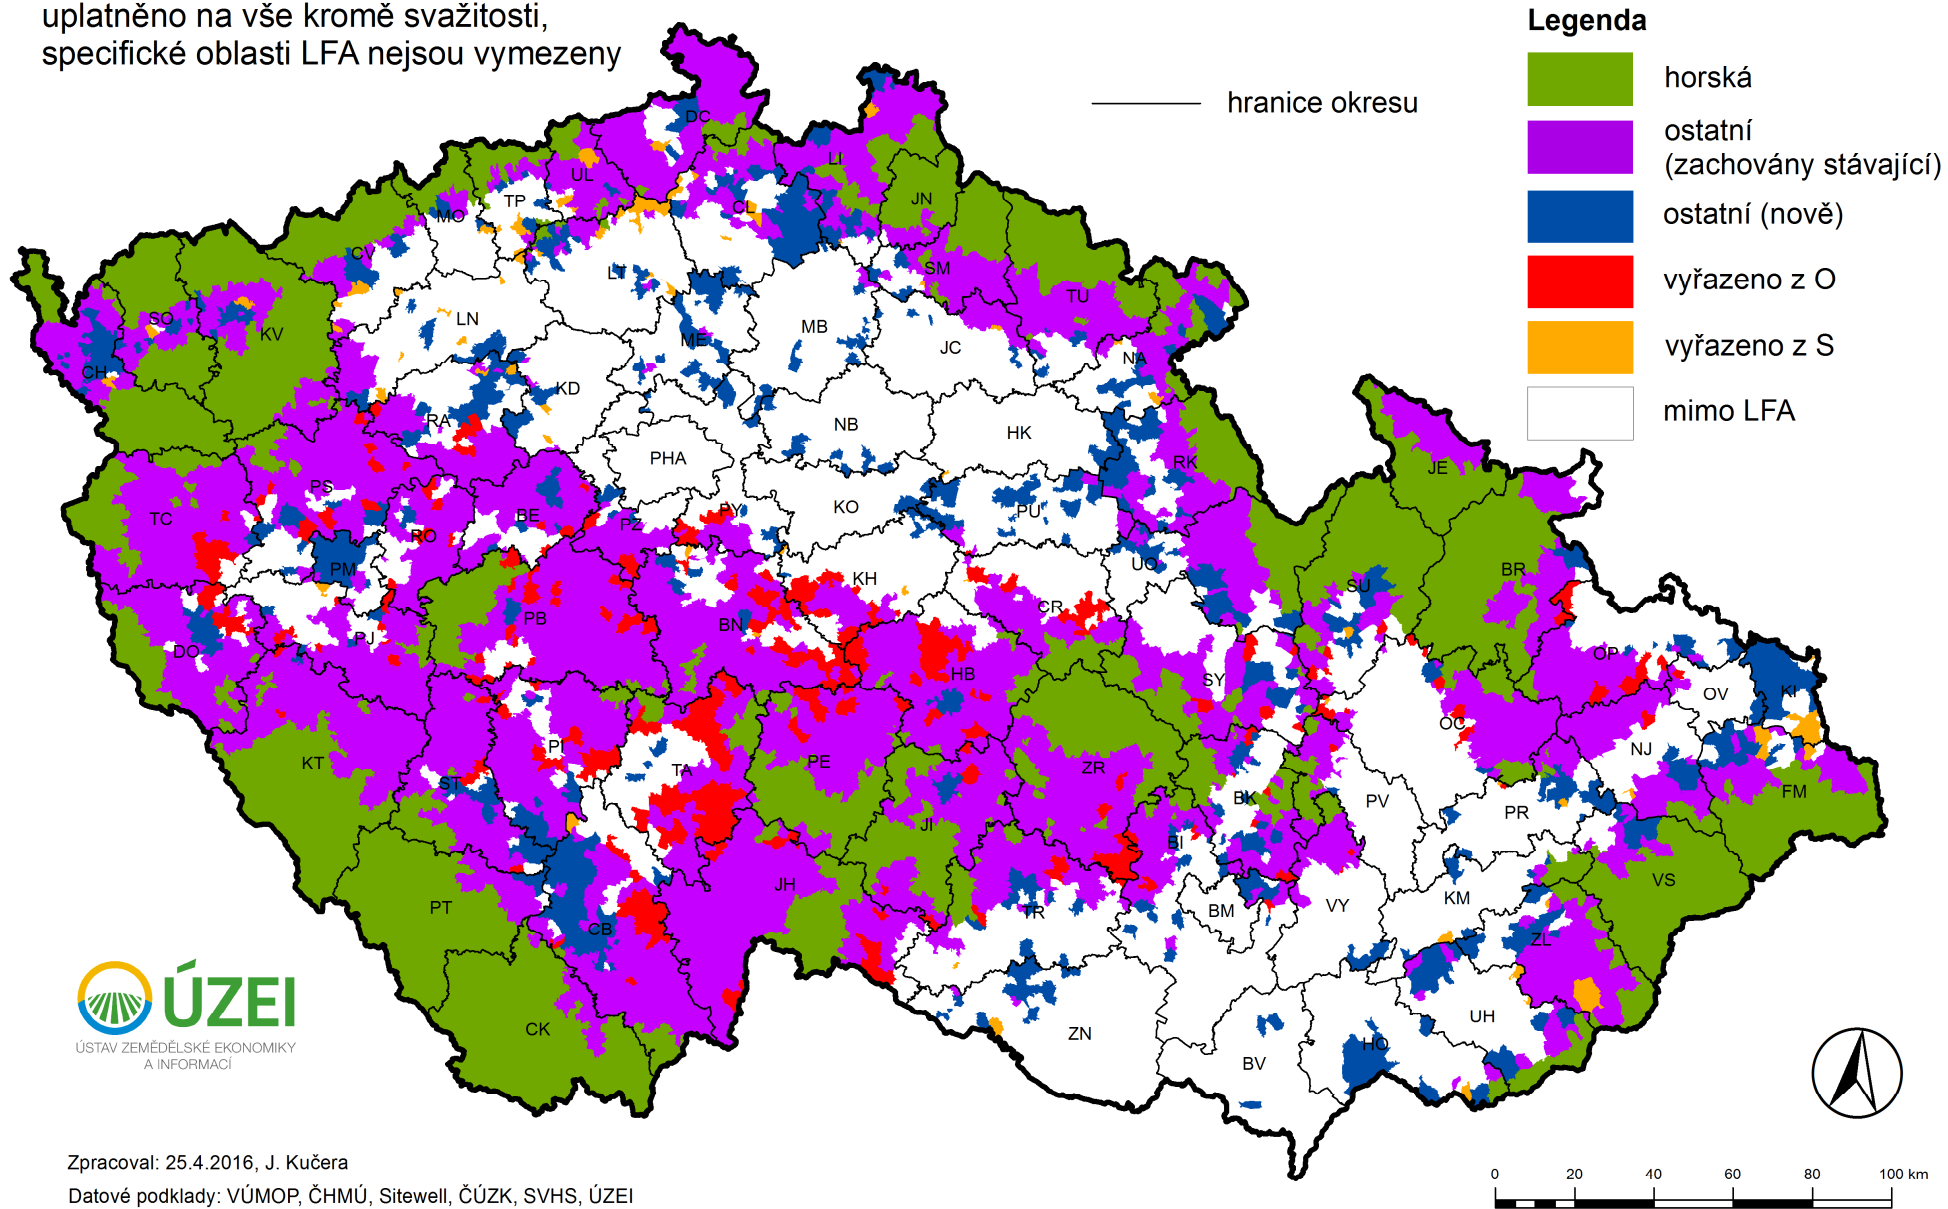 uplatněno na vše kromě svažitosti,
specifické oblasti LFA nejsou vymezeny
hranice okresu
Legenda
horská
ostatní
(zachovány stávající)
ostatní (nově)
vyřazeno z O
vyřazeno z S
mimo LFA
DC
LI
UL
JN
TP
MO
CL
CV
LT
SM
TU
SO
KV
LN
ME
MB
JC
NA
CH
KD
RA
NB
HK
PHA
RK
JE
PS
TC
BE
PZ
PY
KO
PU
RO
PM
UO
BR
KH
SU
CR
PB
BN
PJ
DO
HB
SY
OP
OV
KI
OC
NJ
PI
KT
TA
PE
ZR
ST
BK
PV
PR
FM
JI
BI
JH
VS
PT
TR
BM
VY
KM
CB
ZL
CK
ZN
UH
HO
BV
ÚZEI
ÚSTAV ZEMĚDĚLSKÉ EKONOMIKY
A INFORMACÍ
Zpracoval: 25.4.2016, J. Kučera
Datové podklady: VÚMOP, ČHMÚ, Sitewell, ČÚZK, SVHS, ÚZEI
0 20 40 60 80 100 km